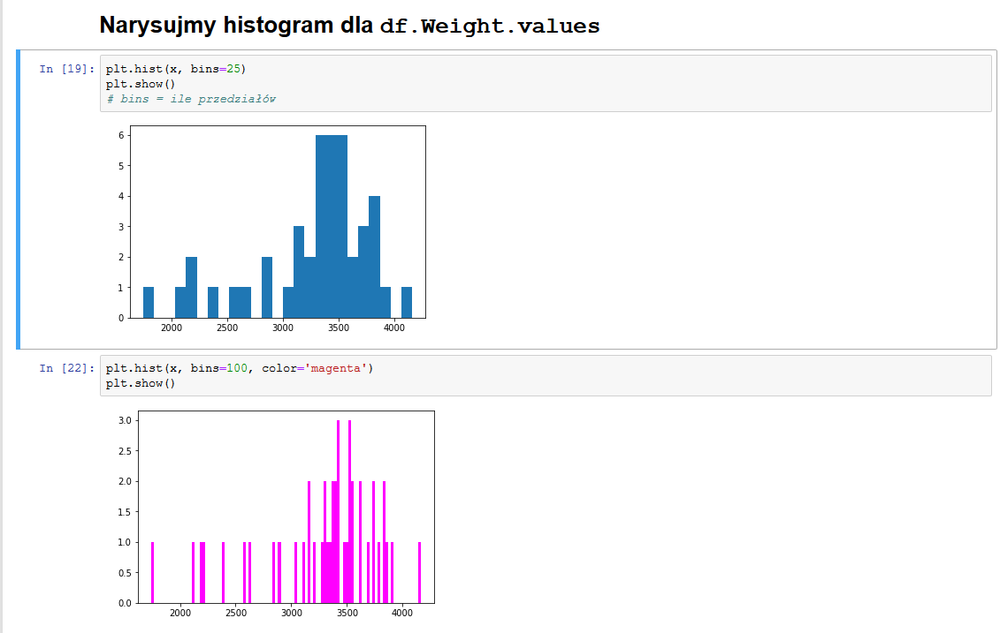 Narysujmy histogram dla df.Weight.values
In [19]: plt.hist(x, bins=25)
plt.show()
# bins = ile przedziałów
6
5
4
3
2
1
0
2000 2500 3000 3500 4000
In [22]: plt.hist(x, bins=100, color='magenta')
plt.show()
3.0
2.5
2.0
1.5
1.0
0.5
0.0
2000 2500 3000 3500 4000